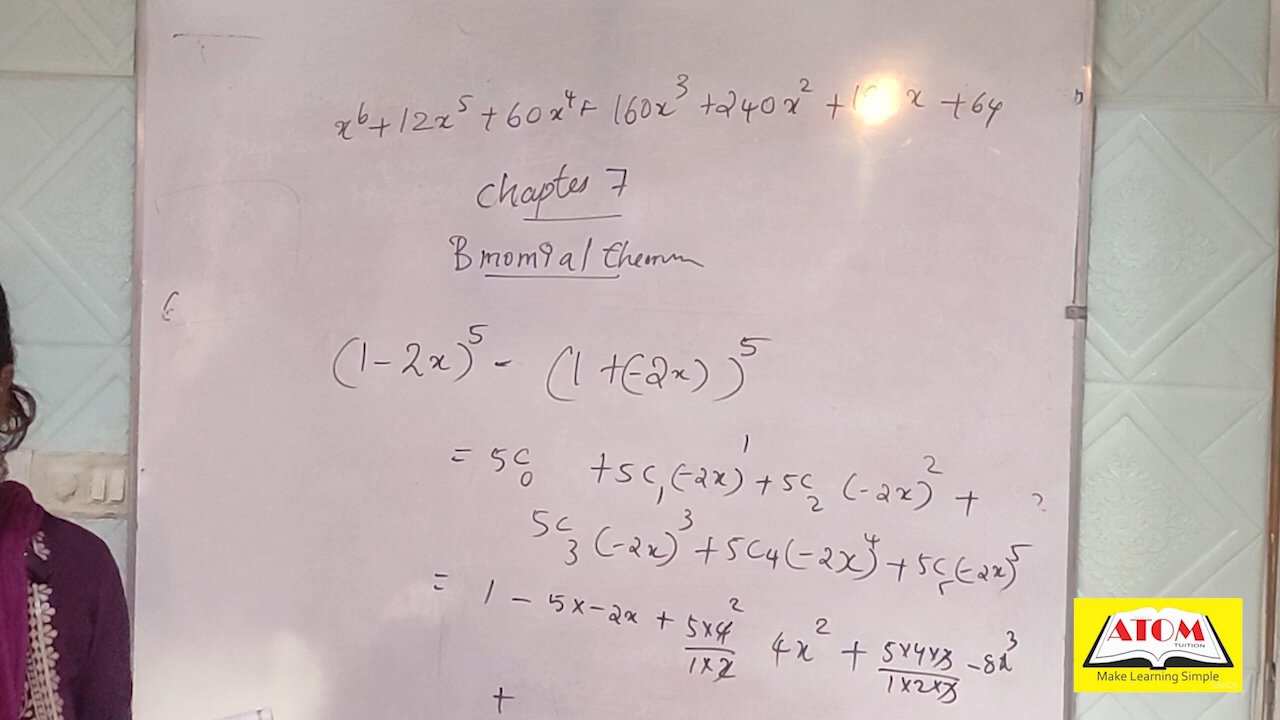 x⁶+12x⁵+60x⁴+160x³+240x²+1 x+64
Chapter 7
Binomial theorem
(1-2x)⁵ - (1+(-2x))⁵
= 5C₀ +5C₁(-2x)¹+5C₂(-2x)²+
5C₃(-2x)³+5C₄(-2x)⁴+5C₅(-2x)⁵
= 1 - 5x-2x + 5×4/1×2 4x² + 5×4×3/1×2×3 -8x³
+
ATOM
TUITION
Make Learning Simple